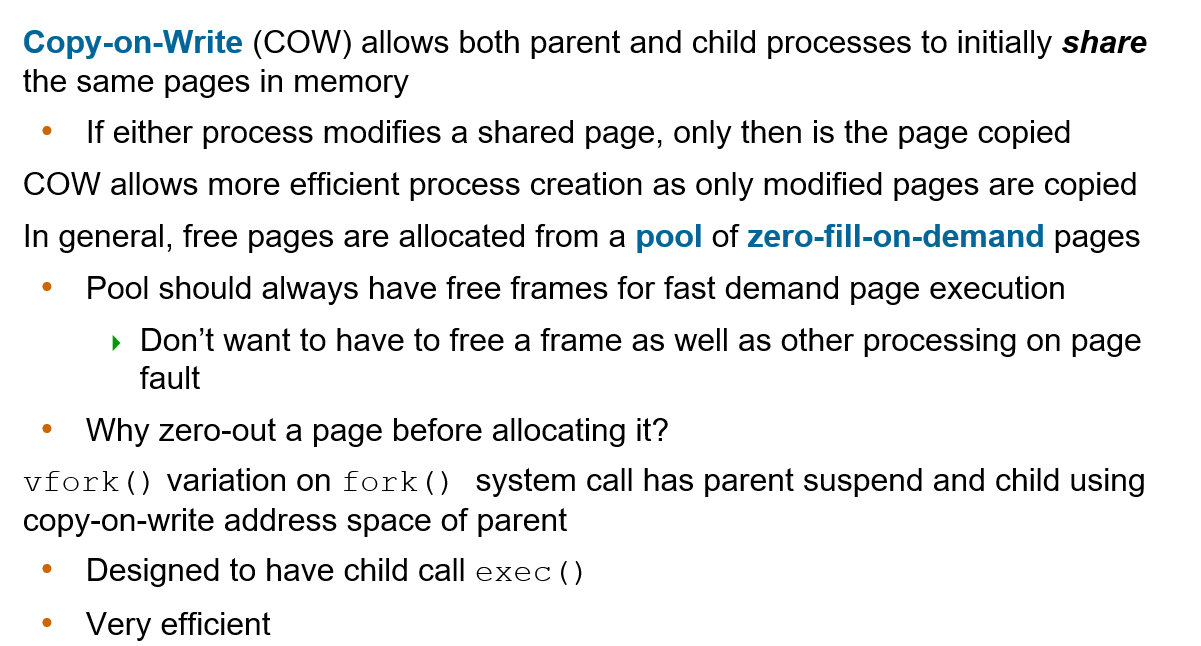 Copy-on-Write (COW) allows both parent and child processes to initially share
the same pages in memory
• If either process modifies a shared page, only then is the page copied
COW allows more efficient process creation as only modified pages are copied
In general, free pages are allocated from a pool of zero-fill-on-demand pages
• Pool should always have free frames for fast demand page execution
Don’t want to have to free a frame as well as other processing on page
fault
• Why zero-out a page before allocating it?
vfork() variation on fork() system call has parent suspend and child using
copy-on-write address space of parent
• Designed to have child call exec()
• Very efficient